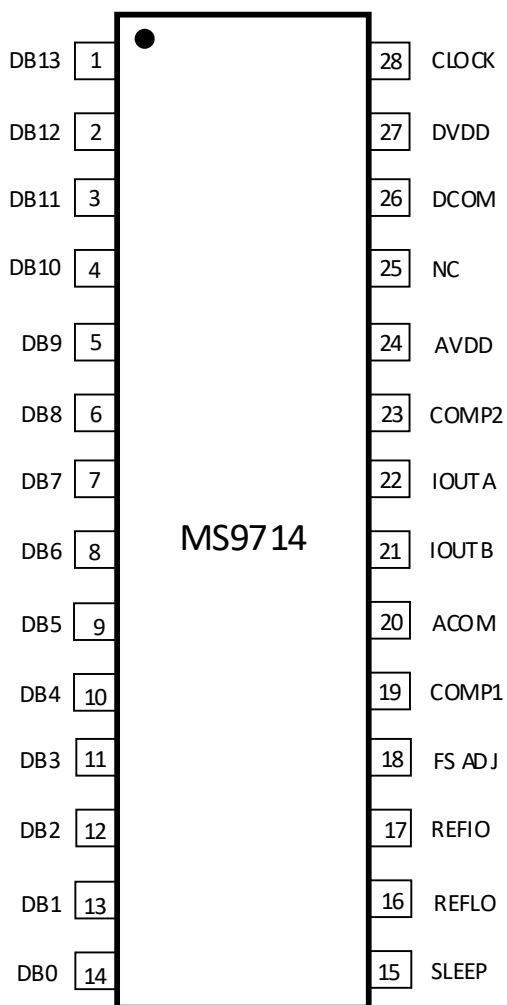 DB13 1 28 CLOCK
DB12 2 27 DVDD
DB11 3 26 DCOM
DB10 4 25 NC
DB9 5 24 AVDD
DB8 6 23 COMP2
DB7 7 22 IOUTA
DB6 8 MS9714 21 IOUTB
DB5 9 20 ACOM
DB4 10 19 COMP1
DB3 11 18 FS ADJ
DB2 12 17 REFIO
DB1 13 16 REFLO
DB0 14 15 SLEEP